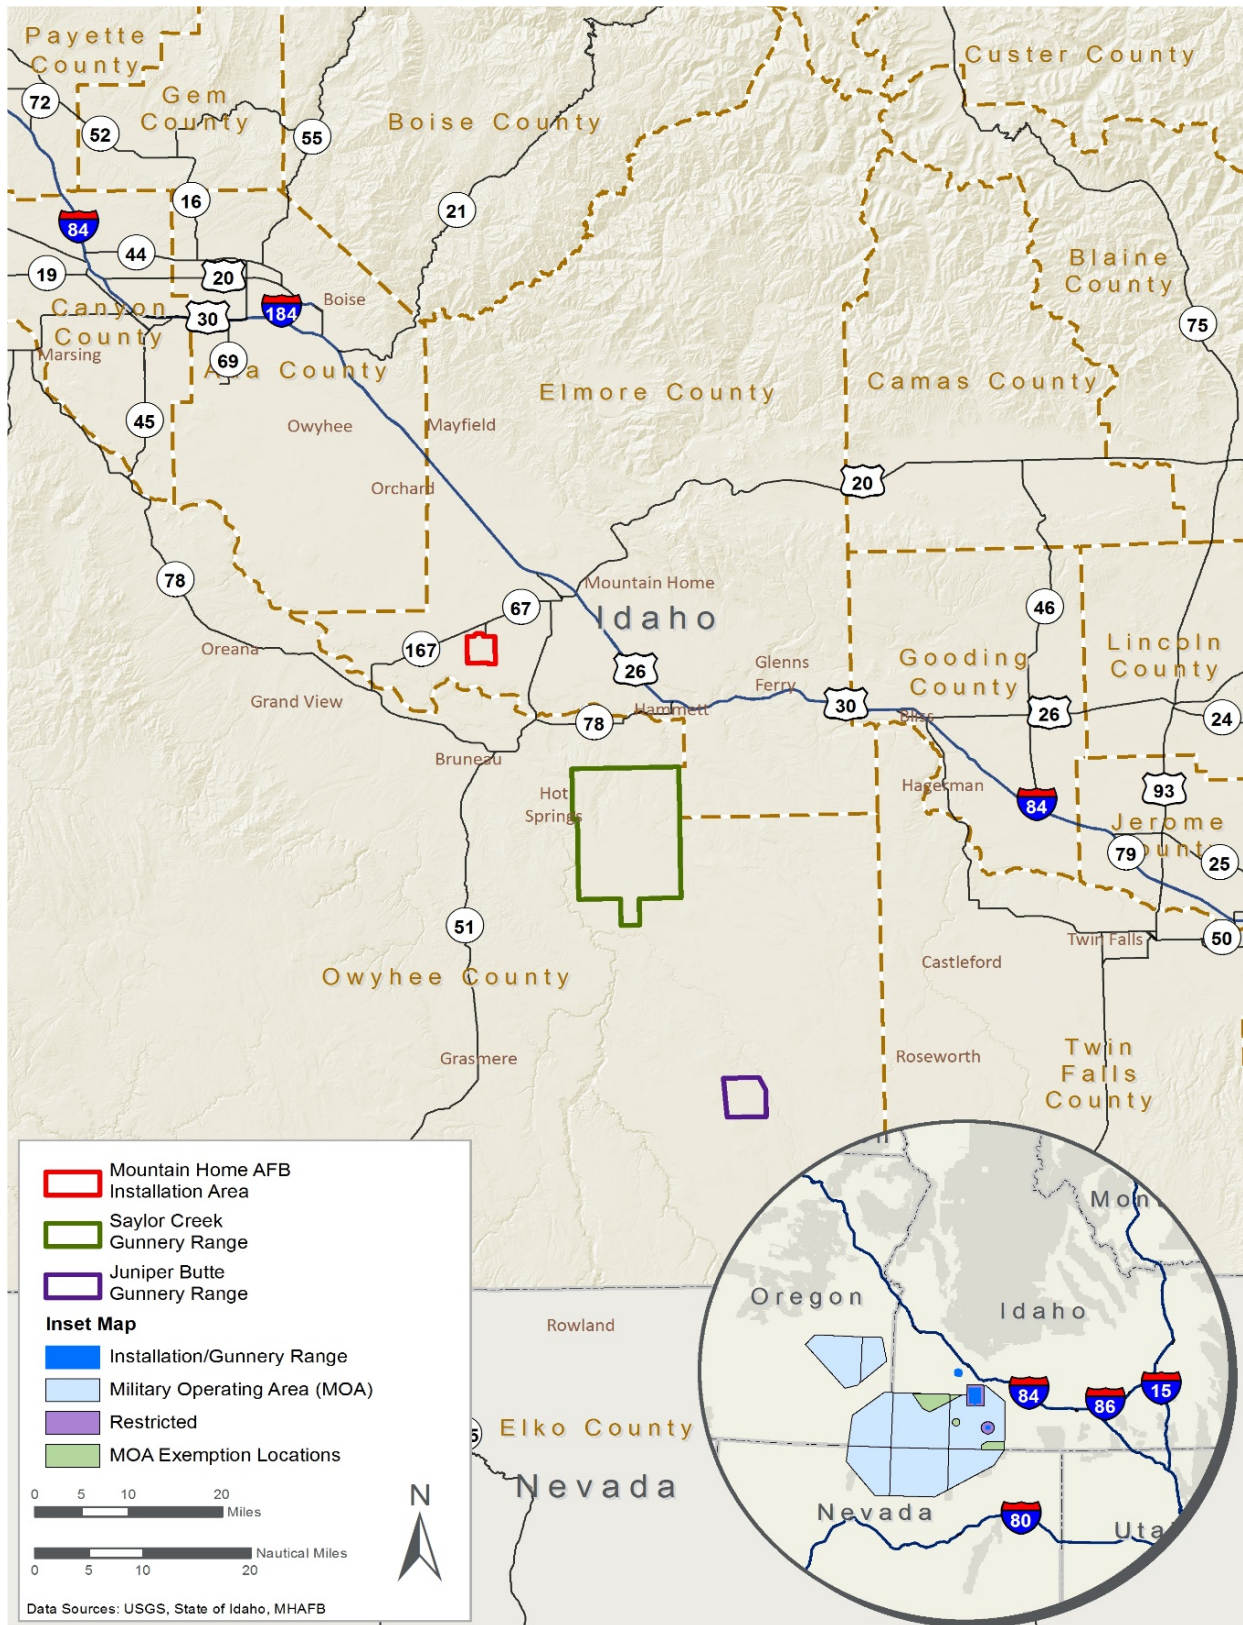 Payette
County
Custer County
Gem
County
Boise County
72
52
55
16
21
84
44
19
20
Blaine
County
Canyon
County
30
184
Boise
75
Marsing
69
Ada County
Elmore County
Camas County
45
Owyhee
Mayfield
Orchard
20
78
Mountain Home
67
Idaho
46
167
Oreana
26
Glenns
Ferry
Gooding
County
Lincoln
County
Grand View
Hammett
30
Bliss
26
24
78
Bruneau
Hot
Springs
Hagerman
93
84
Jerome
County
79
25
51
Twin Falls
50
Owyhee County
Castleford
Grasmere
Roseworth
Twin
Falls
County
Mountain Home AFB
Installation Area
Saylor Creek
Gunnery Range
Juniper Butte
Gunnery Range
Inset Map
Installation/Gunnery Range
Military Operating Area (MOA)
Restricted
MOA Exemption Locations
0 5 10 20
Miles
Nautical Miles
0 5 10 20
N
Data Sources: USGS, State of Idaho, MHAFB
Rowland
Elko County
Nevada
Oregon
Idaho
Mont
84
86
15
Nevada
80
Uta